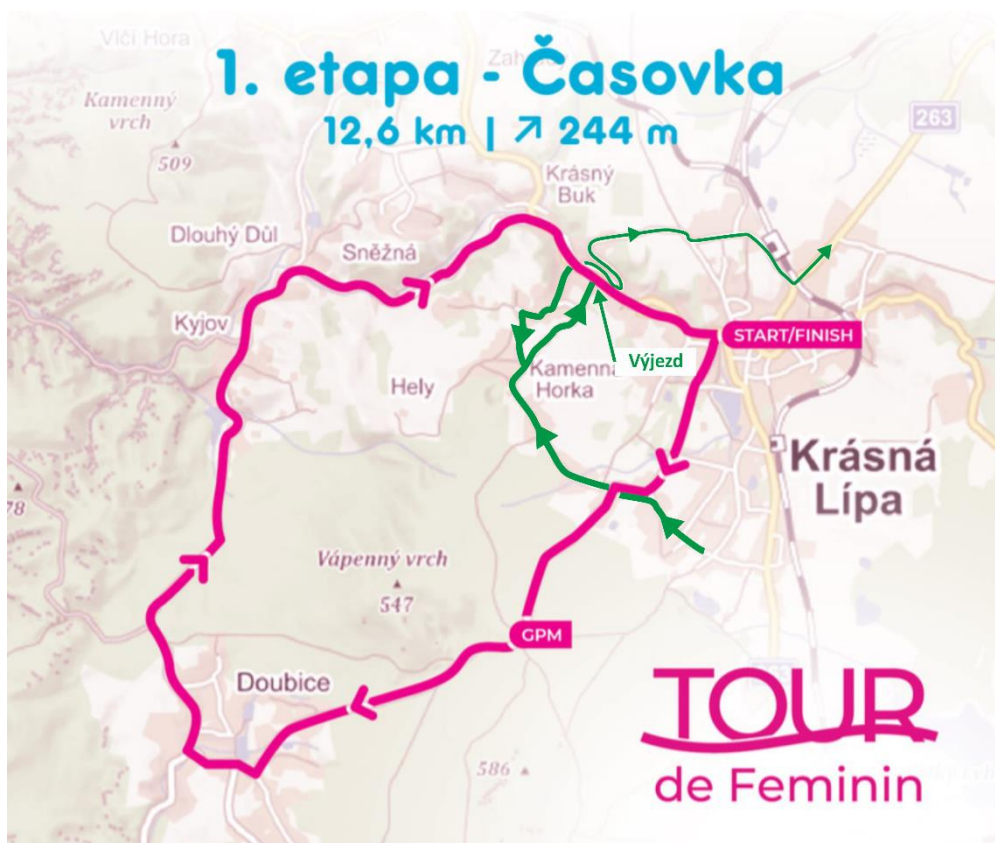 Vlčí Hora
1. etapa - Časovka
12,6 km | ↗ 244 m
Kamenný
vrch
509
263
Krásný
Buk
Dlouhý Důl
Sněžná
Kyjov
START/FINISH
Výjezd
Kamenná
Horka
Hely
Krásná
Lípa
78
Vápenný vrch
547
GPM
Doubice
586
TOUR
de Feminin